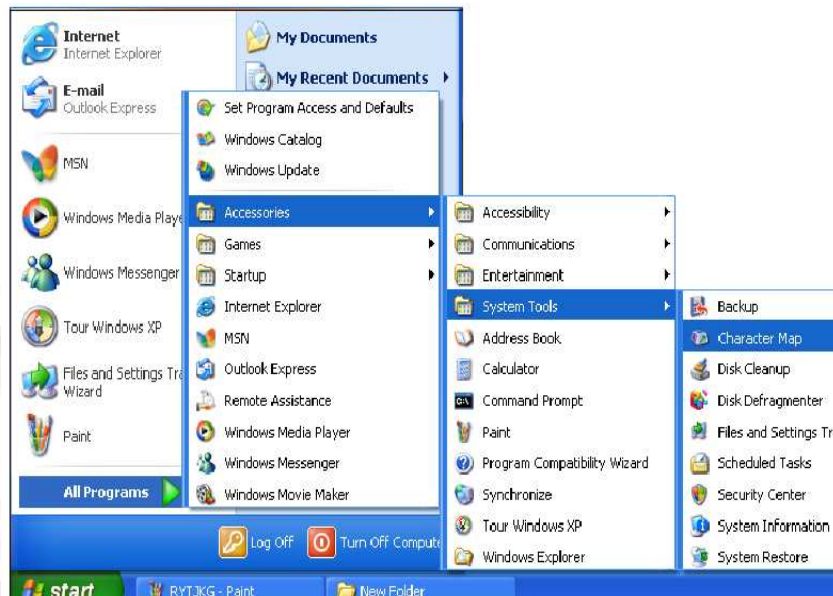 Internet
Internet Explorer
E-mail
Outlook Express
MSN
Windows Media Playe
Windows Messenger
Tour Windows XP
Files and Settings Tra
Wizard
Paint
All Programs
My Documents
My Recent Documents
Set Program Access and Defaults
Windows Catalog
Windows Update
Accessories
Games
Startup
Internet Explorer
MSN
Outlook Express
Remote Assistance
Windows Media Player
Windows Messenger
Windows Movie Maker
Accessibility
Communications
Entertainment
System Tools
Address Book
Calculator
Command Prompt
Paint
Program Compatibility Wizard
Synchronize
Tour Windows XP
Windows Explorer
Backup
Character Map
Disk Cleanup
Disk Defragmenter
Files and Settings Tr
Scheduled Tasks
Security Center
System Information
System Restore
Log Off
Turn Off Compute
start
RYTJKG - Paint
New Folder